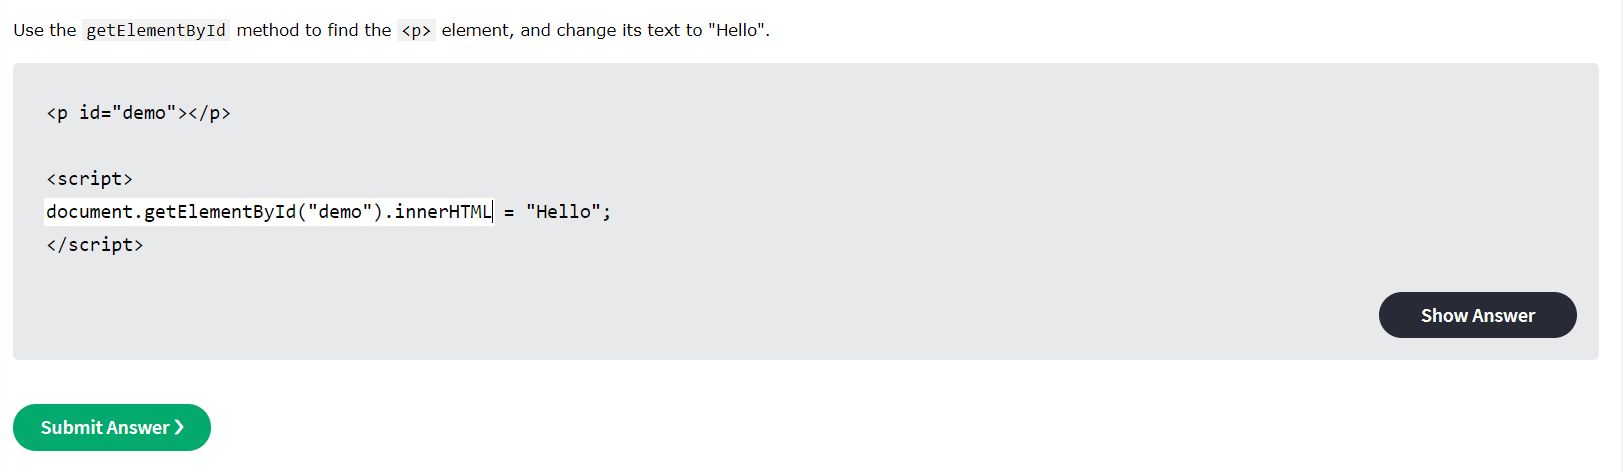 Use the getElementById method to find the <p> element, and change its text to "Hello".
<p id="demo"></p>
<script>
document.getElementById("demo").innerHTML = "Hello";
</script>
Show Answer
Submit Answer ❯